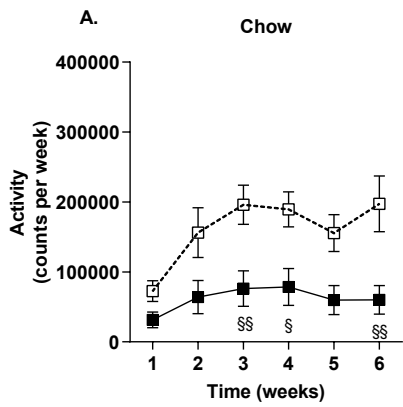 A.
Chow
400000
300000
200000
100000
0
Activity
(counts per week)
§§ § §§
1 2 3 4 5 6
Time (weeks)